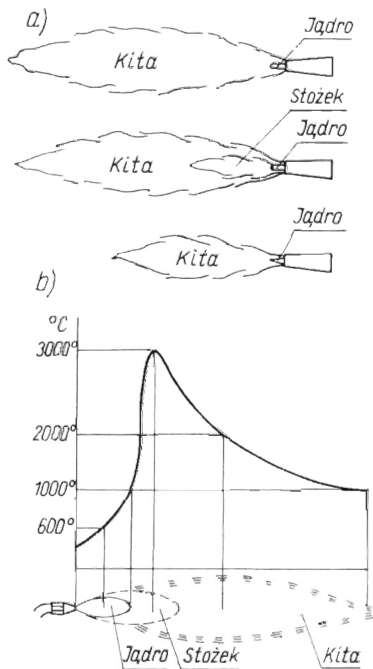 a)
Jądro
Kita
Stożek
Jądro
Kita
Jądro
Kita
b)
°C
3000°
2000°
1000°
600°
Jądro
Stożek
Kita